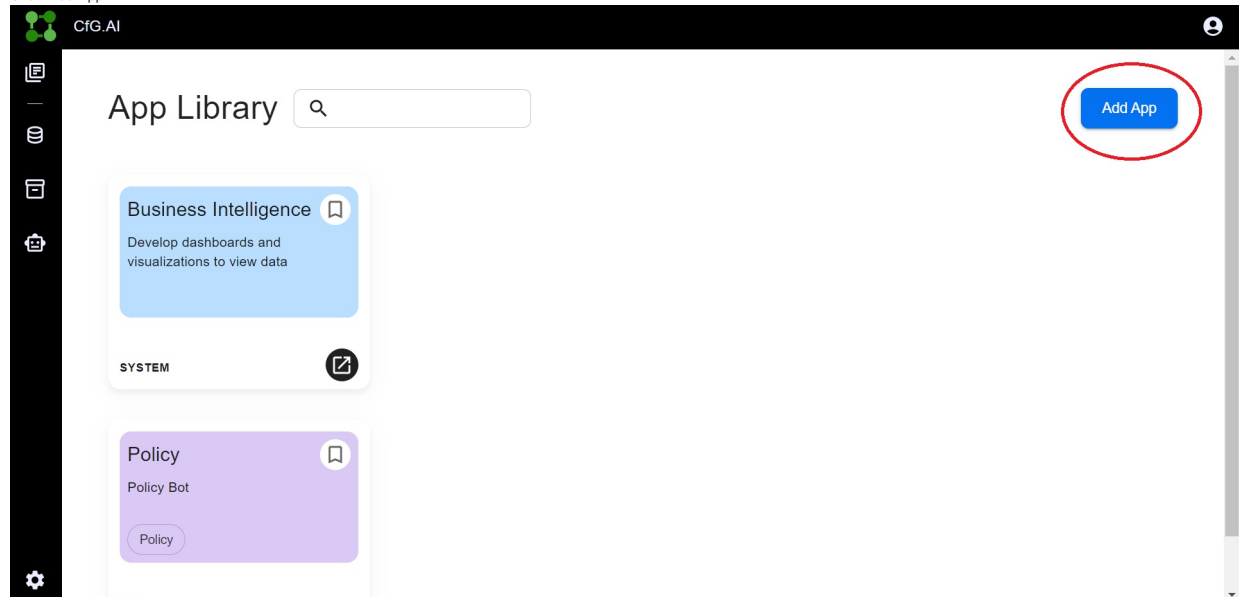 CfG.AI
App Library
Add App
Business Intelligence
Develop dashboards and
visualizations to view data
SYSTEM
Policy
Policy Bot
Policy